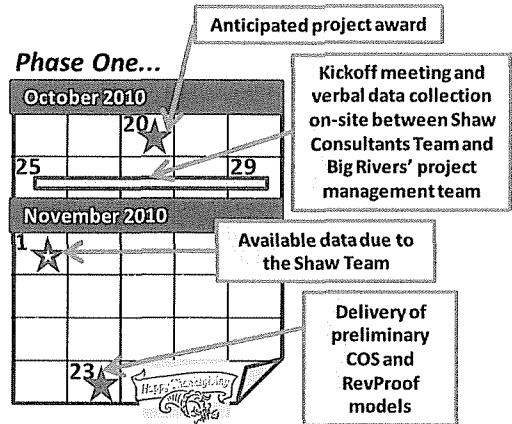 Anticipated project award
Phase One...
October 2010
20
Kickoff meeting and
verbal data collection
on-site between Shaw
Consultants Team and
Big Rivers’ project
management team
25
29
November 2010
1
Available data due to
the Shaw Team
23
Delivery of
preliminary
COS and
RevProof
models
Happy Thanksgiving